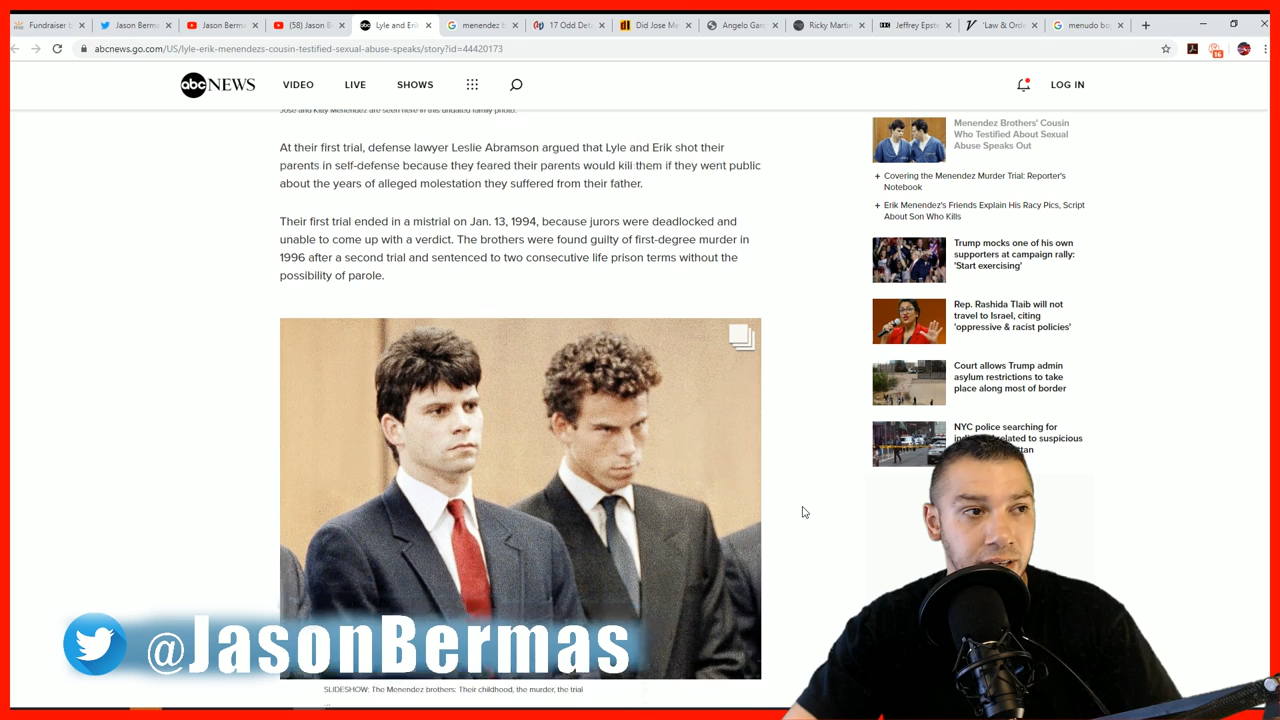 Fundraiser b
Jason Berma
Jason Berma
(58) Jason B
Lyle and Erik
menendez b
17 Odd Deta
Did Jose Me
Angelo Garc
Ricky Martin
Jeffrey Epste
'Law & Orde
menudo bo
abcnews.go.com/US/lyle-erik-menendezs-cousin-testified-sexual-abuse-speaks/story?id=44420173
16
abc NEWS
VIDEO
LIVE
SHOWS
LOG IN
Jose and Kitty Menendez are seen here in this undated family photo.
At their first trial, defense lawyer Leslie Abramson argued that Lyle and Erik shot their
parents in self-defense because they feared their parents would kill them if they went public
about the years of alleged molestation they suffered from their father.
Their first trial ended in a mistrial on Jan. 13, 1994, because jurors were deadlocked and
unable to come up with a verdict. The brothers were found guilty of first-degree murder in
1996 after a second trial and sentenced to two consecutive life prison terms without the
possibility of parole.
SLIDESHOW: The Menendez brothers: Their childhood, the murder, the trial
Menendez Brothers' Cousin
Who Testified About Sexual
Abuse Speaks Out
+ Covering the Menendez Murder Trial: Reporter's
Notebook
+ Erik Menendez's Friends Explain His Racy Pics, Script
About Son Who Kills
Trump mocks one of his own
supporters at campaign rally:
'Start exercising'
Rep. Rashida Tlaib will not
travel to Israel, citing
'oppressive & racist policies'
Court allows Trump admin
asylum restrictions to take
place along most of border
NYC police searching for
related to suspicious
@JasonBermas